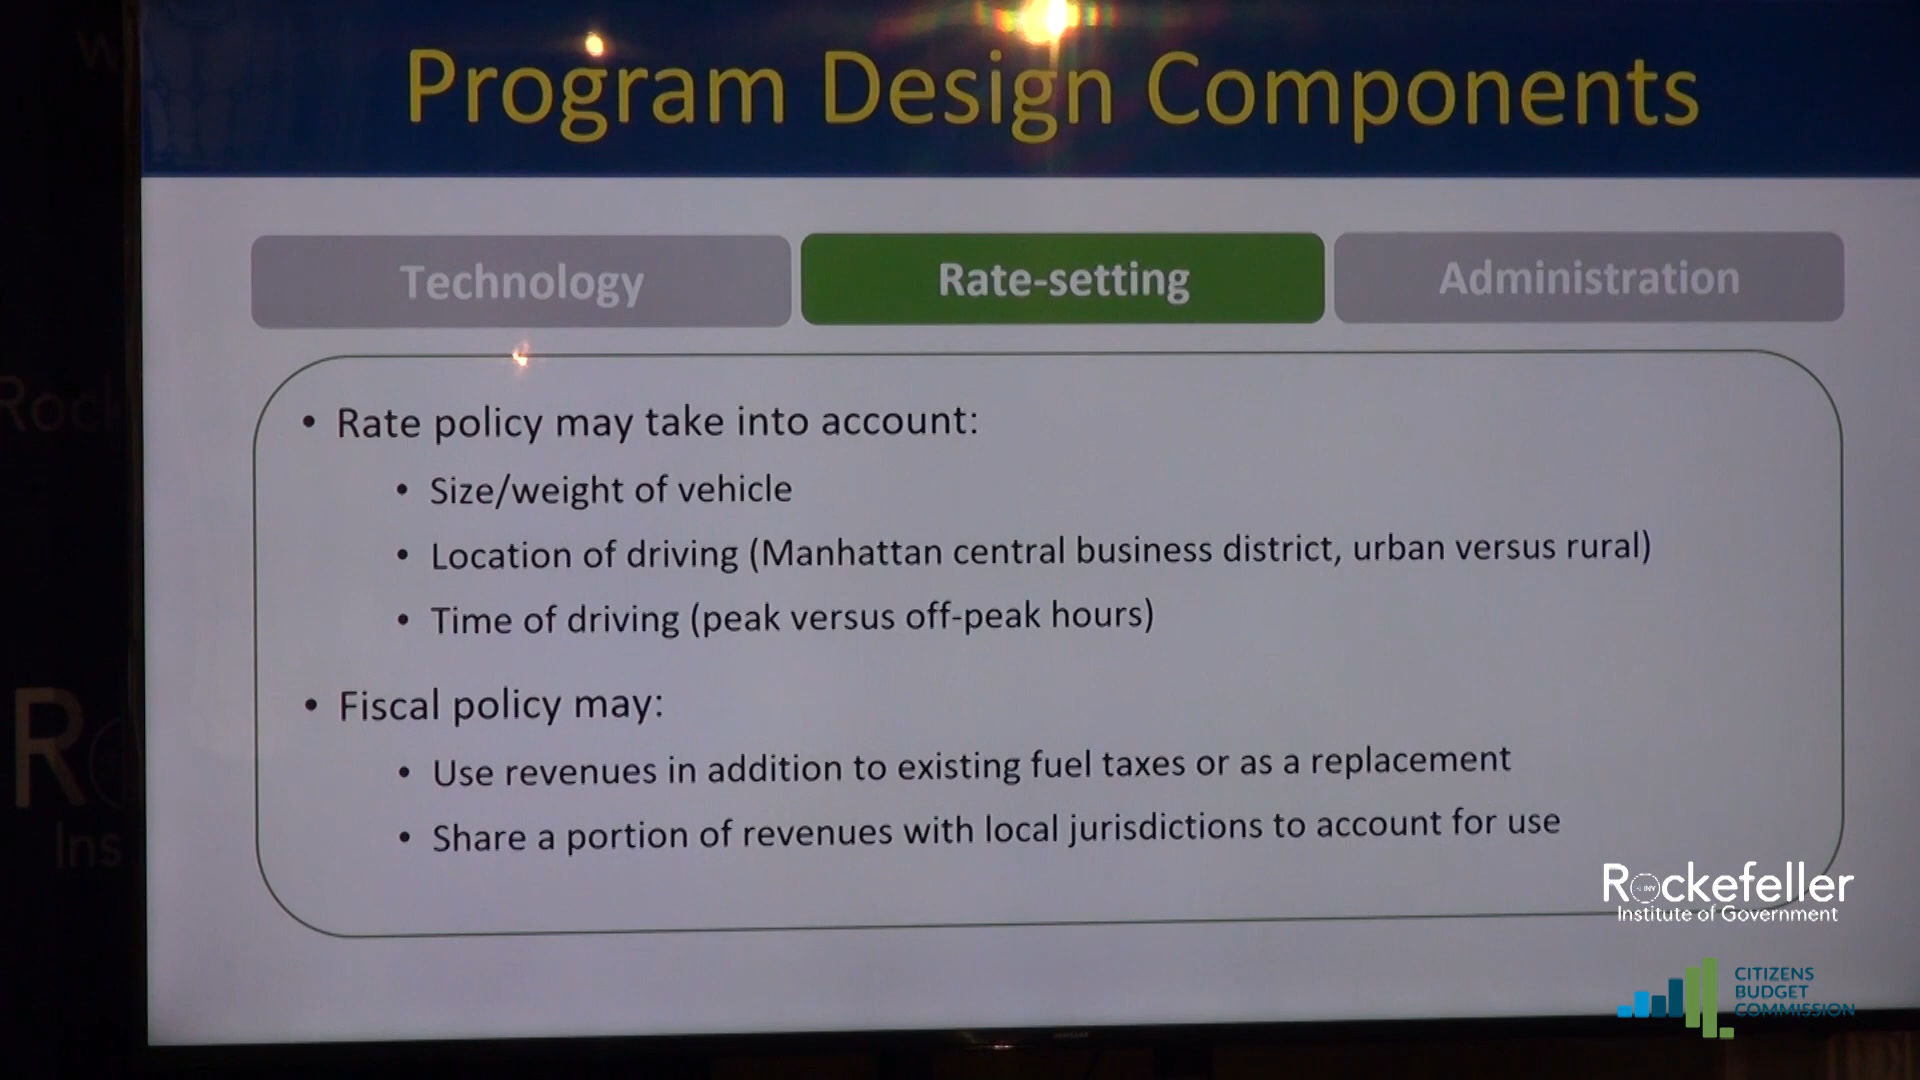 Program Design Components
Technology
Rate-setting
Administration
• Rate policy may take into account:
• Size/weight of vehicle
• Location of driving (Manhattan central business district, urban versus rural)
• Time of driving (peak versus off-peak hours)
• Fiscal policy may:
• Use revenues in addition to existing fuel taxes or as a replacement
• Share a portion of revenues with local jurisdictions to account for use
Rockefeller
Institute of Government
CITIZENS
BUDGET
COMMISSION